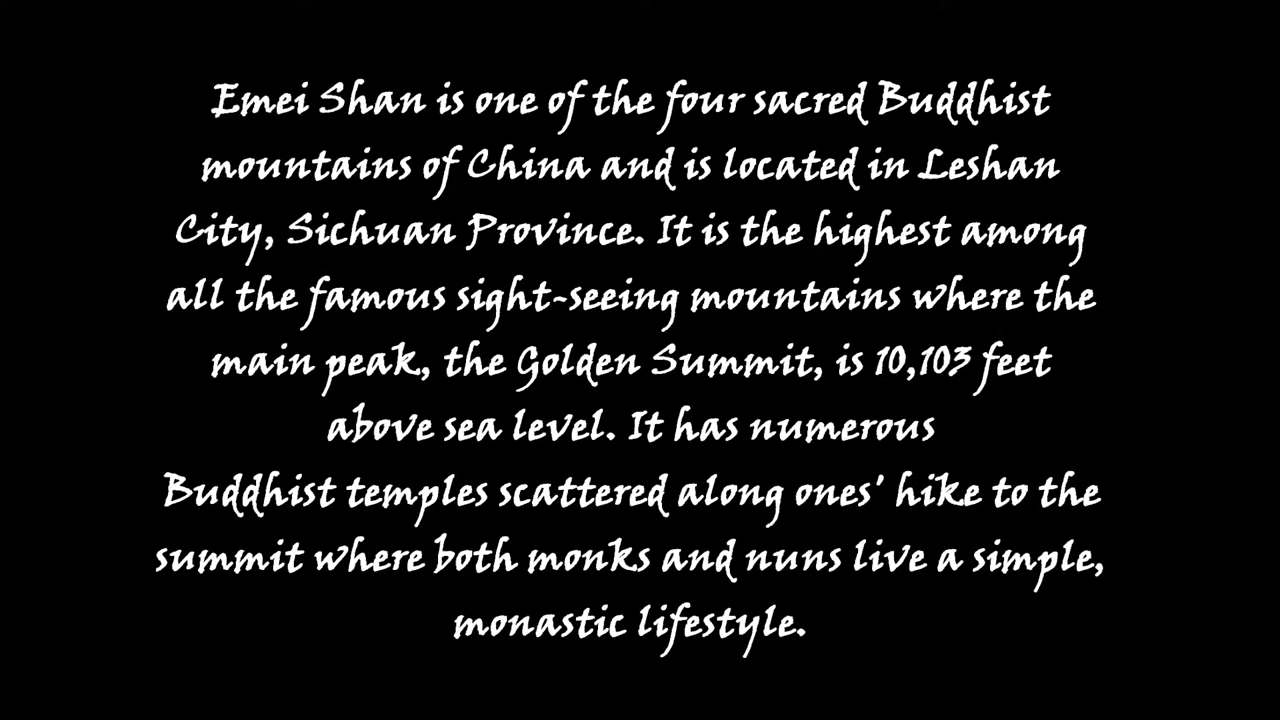 Emei Shan is one of the four sacred Buddhist
mountains of China and is located in Leshan
City, Sichuan Province. It is the highest among
all the famous sight-seeing mountains where the
main peak, the Golden Summit, is 10,103 feet
above sea level. It has numerous
Buddhist temples scattered along ones' hike to the
summit where both monks and nuns live a simple,
monastic lifestyle.